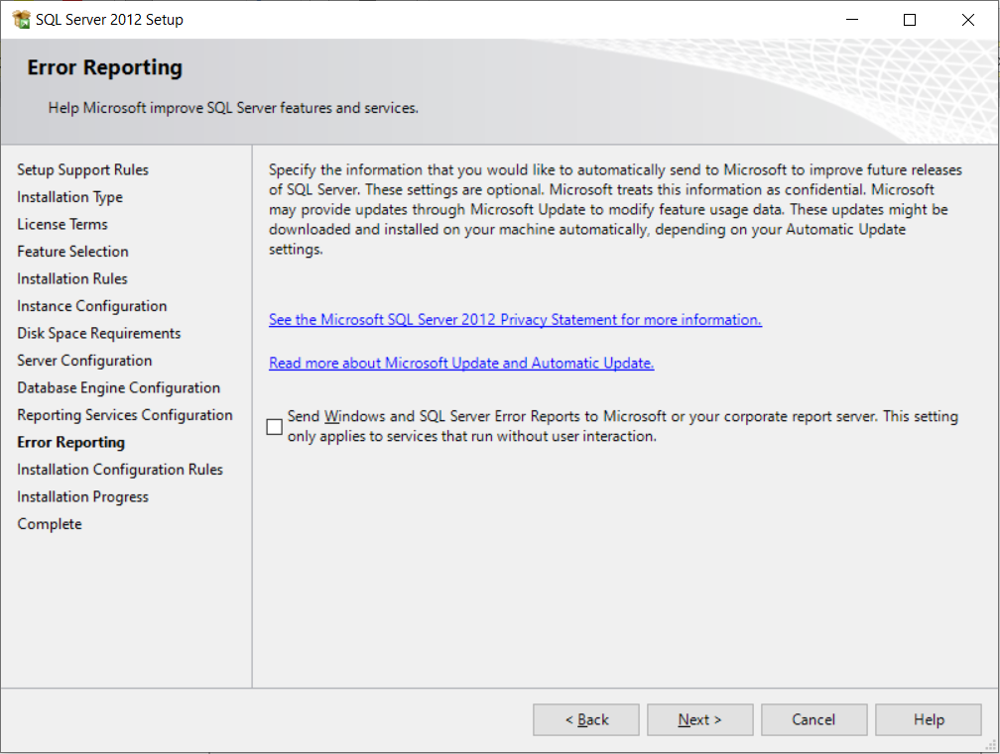 SQL Server 2012 Setup
Error Reporting
Help Microsoft improve SQL Server features and services.
Setup Support Rules
Installation Type
License Terms
Feature Selection
Installation Rules
Instance Configuration
Disk Space Requirements
Server Configuration
Database Engine Configuration
Reporting Services Configuration
Error Reporting
Installation Configuration Rules
Installation Progress
Complete
Specify the information that you would like to automatically send to Microsoft to improve future releases
of SQL Server. These settings are optional. Microsoft treats this information as confidential. Microsoft
may provide updates through Microsoft Update to modify feature usage data. These updates might be
downloaded and installed on your machine automatically, depending on your Automatic Update
settings.
See the Microsoft SQL Server 2012 Privacy Statement for more information.
Read more about Microsoft Update and Automatic Update.
Send Windows and SQL Server Error Reports to Microsoft or your corporate report server. This setting
only applies to services that run without user interaction.
< Back
Next >
Cancel
Help